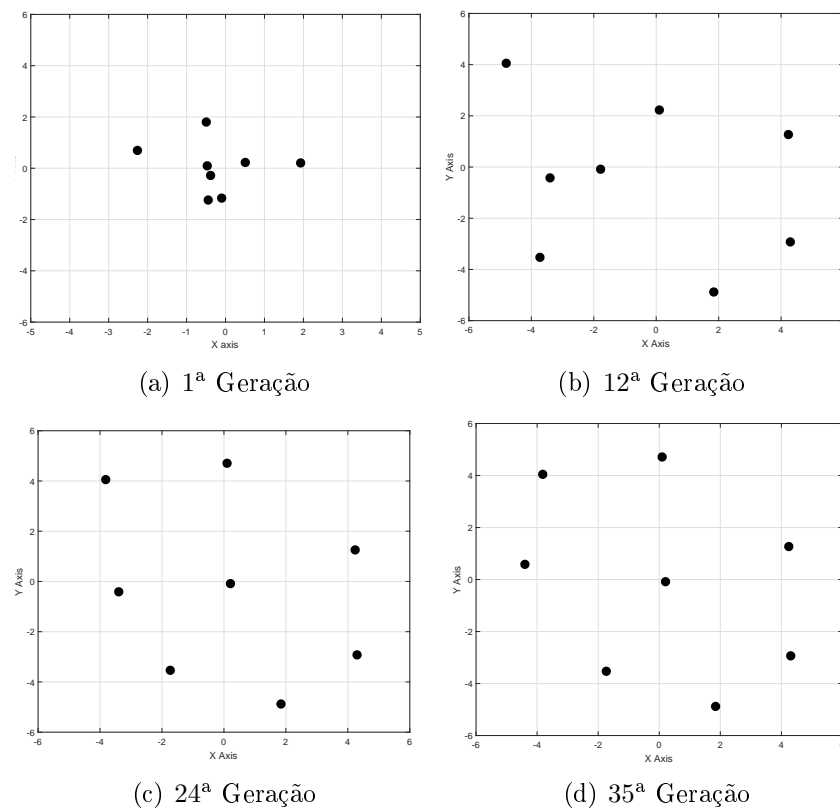 6
4
2
0
-2
-4
-6
-5 -4 -3 -2 -1 0 1 2 3 4 5
X axis
(a) 1ª Geração
6
4
2
0
-2
-4
-6
Y Axis
-6 -4 -2 0 2 4
X Axis
(b) 12ª Geração
6
4
2
0
-2
-4
-6
Y Axis
-6 -4 -2 0 2 4 6
X Axis
(c) 24ª Geração
6
4
2
0
-2
-4
-6
Y Axis
-6 -4 -2 0 2 4
X Axis
(d) 35ª Geração